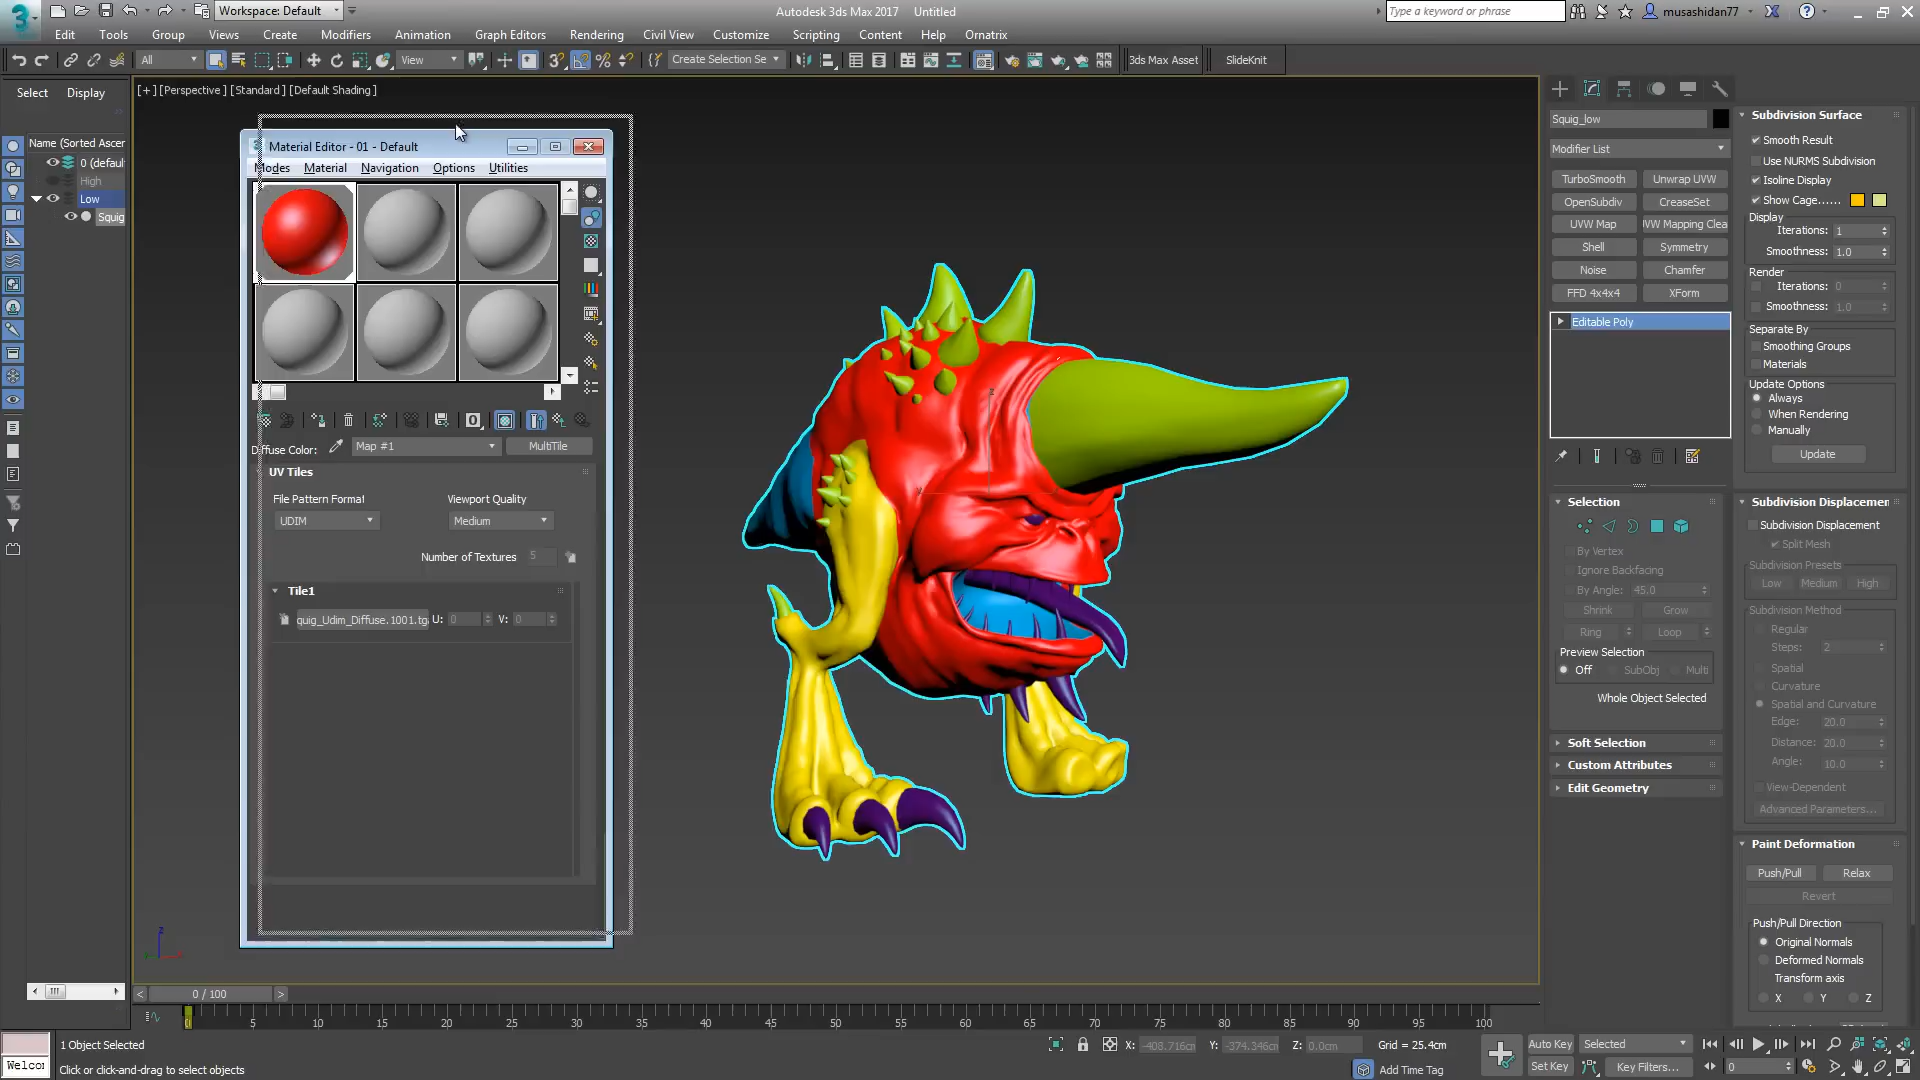 Workspace: Default
Autodesk 3ds Max 2017 Untitled
Type a keyword or phrase
musashidan77
Edit Tools Group Views Create Modifiers Animation Graph Editors Rendering Civil View Customize Scripting Content Help Ornatrix
All
View
Create Selection Se
3ds Max Asset
SlideKnit
Select Display
Name (Sorted Ascen
0 (defaul
High
Low
Squig
[+] [Perspective] [Standard] [Default Shading]
Material Editor - 01 - Default
Modes Material Navigation Options Utilities
Diffuse Color: Map #1 MultiTile
UV Tiles
File Pattern Format Viewport Quality
UDIM Medium
Number of Textures 5
Tile1
quig_Udim_Diffuse.1001.tg U: 0 V: 0
Squig_low
Modifier List
TurboSmooth Unwrap UVW
OpenSubdiv CreaseSet
UVW Map UVW Mapping Clea
Shell Symmetry
Noise Chamfer
FFD 4x4x4 XForm
Editable Poly
Selection
By Vertex
Ignore Backfacing
By Angle: 45.0
Shrink Grow
Ring Loop
Preview Selection
Off SubObj Multi
Whole Object Selected
Soft Selection
Custom Attributes
Edit Geometry
Subdivision Surface
Smooth Result
Use NURMS Subdivision
Isoline Display
Show Cage......
Display
Iterations: 1
Smoothness: 1.0
Render
Iterations: 0
Smoothness: 1.0
Separate By
Smoothing Groups
Materials
Update Options
Always
When Rendering
Manually
Update
Subdivision Displacemen
Subdivision Displacement
Split Mesh
Subdivision Presets
Low Medium High
Subdivision Method
Regular
Steps: 2
Spatial
Curvature
Spatial and Curvature
Edge: 20.0
Distance: 20.0
Angle: 10.0
View-Dependent
Advanced Parameters...
Paint Deformation
Push/Pull Relax
Revert
Push/Pull Direction
Original Normals
Deformed Normals
Transform axis
X Y Z
0 / 100
0 5 10 15 20 25 30 35 40 45 50 55 60 65 70 75 80 85 90 95 100
1 Object Selected
X: -408.716cm Y: -374.346cm Z: 0.0cm Grid = 25.4cm
Auto Key Selected
Welco
Click or click-and-drag to select objects
Add Time Tag
Set Key Key Filters... 0